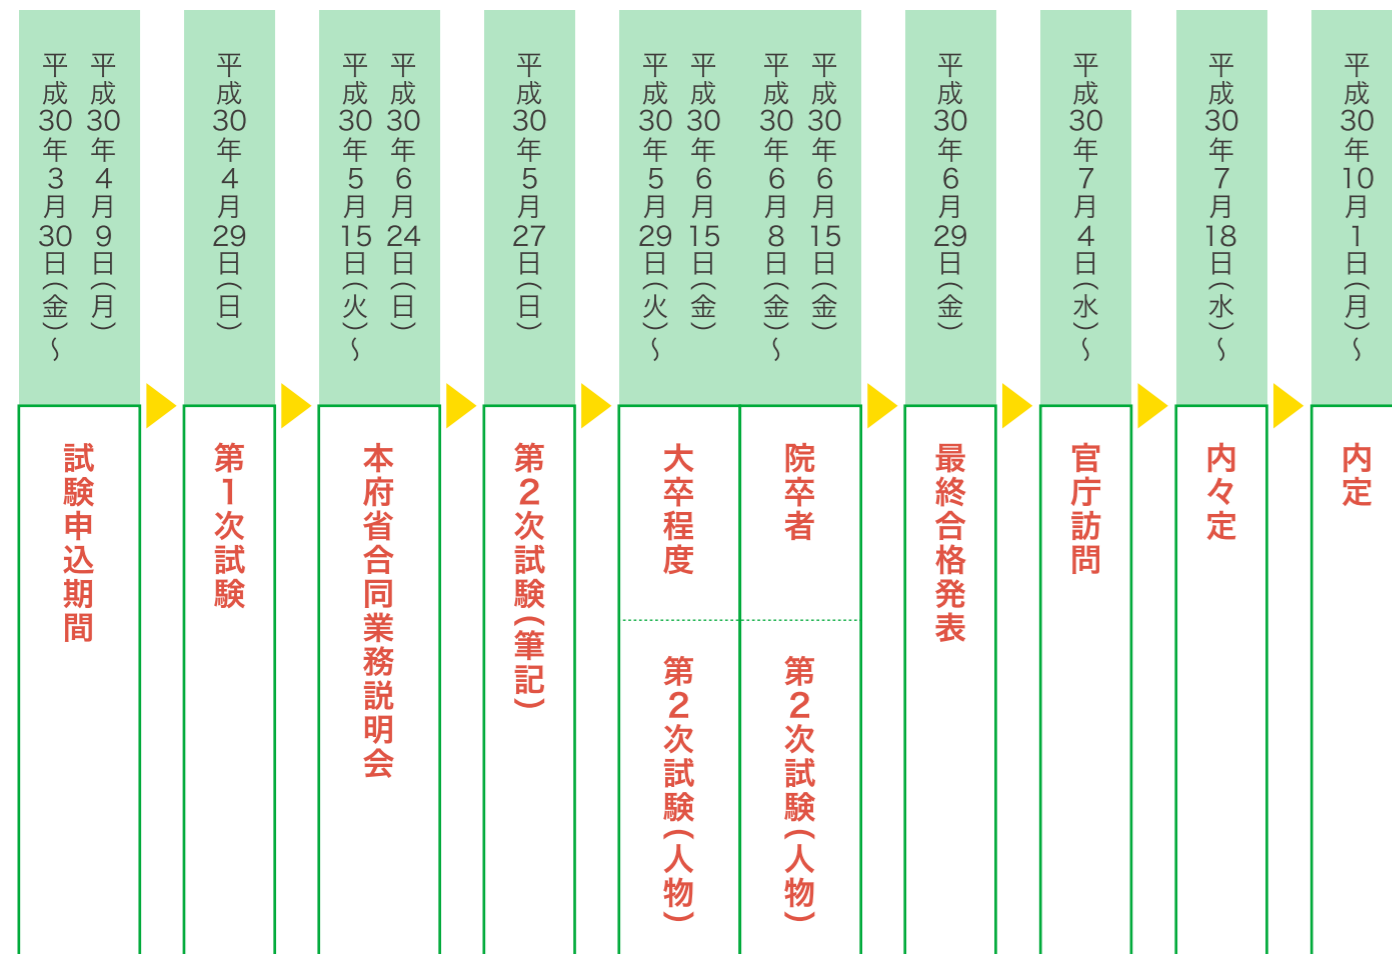 平成30年3月30日(金)〜
平成30年4月9日(月)
試験申込期間
平成30年4月29日(日)
第1次試験
平成30年5月15日(火)〜
平成30年6月24日(日)
本府省合同業務説明会
平成30年5月27日(日)
第2次試験(筆記)
平成30年5月29日(火)〜
平成30年6月15日(金)
大卒程度
第2次試験(人物)
平成30年6月8日(金)〜
平成30年6月15日(金)
院卒者
第2次試験(人物)
平成30年6月29日(金)
最終合格発表
平成30年7月4日(水)〜
官庁訪問
平成30年7月18日(水)〜
内々定
平成30年10月1日(月)〜
内定